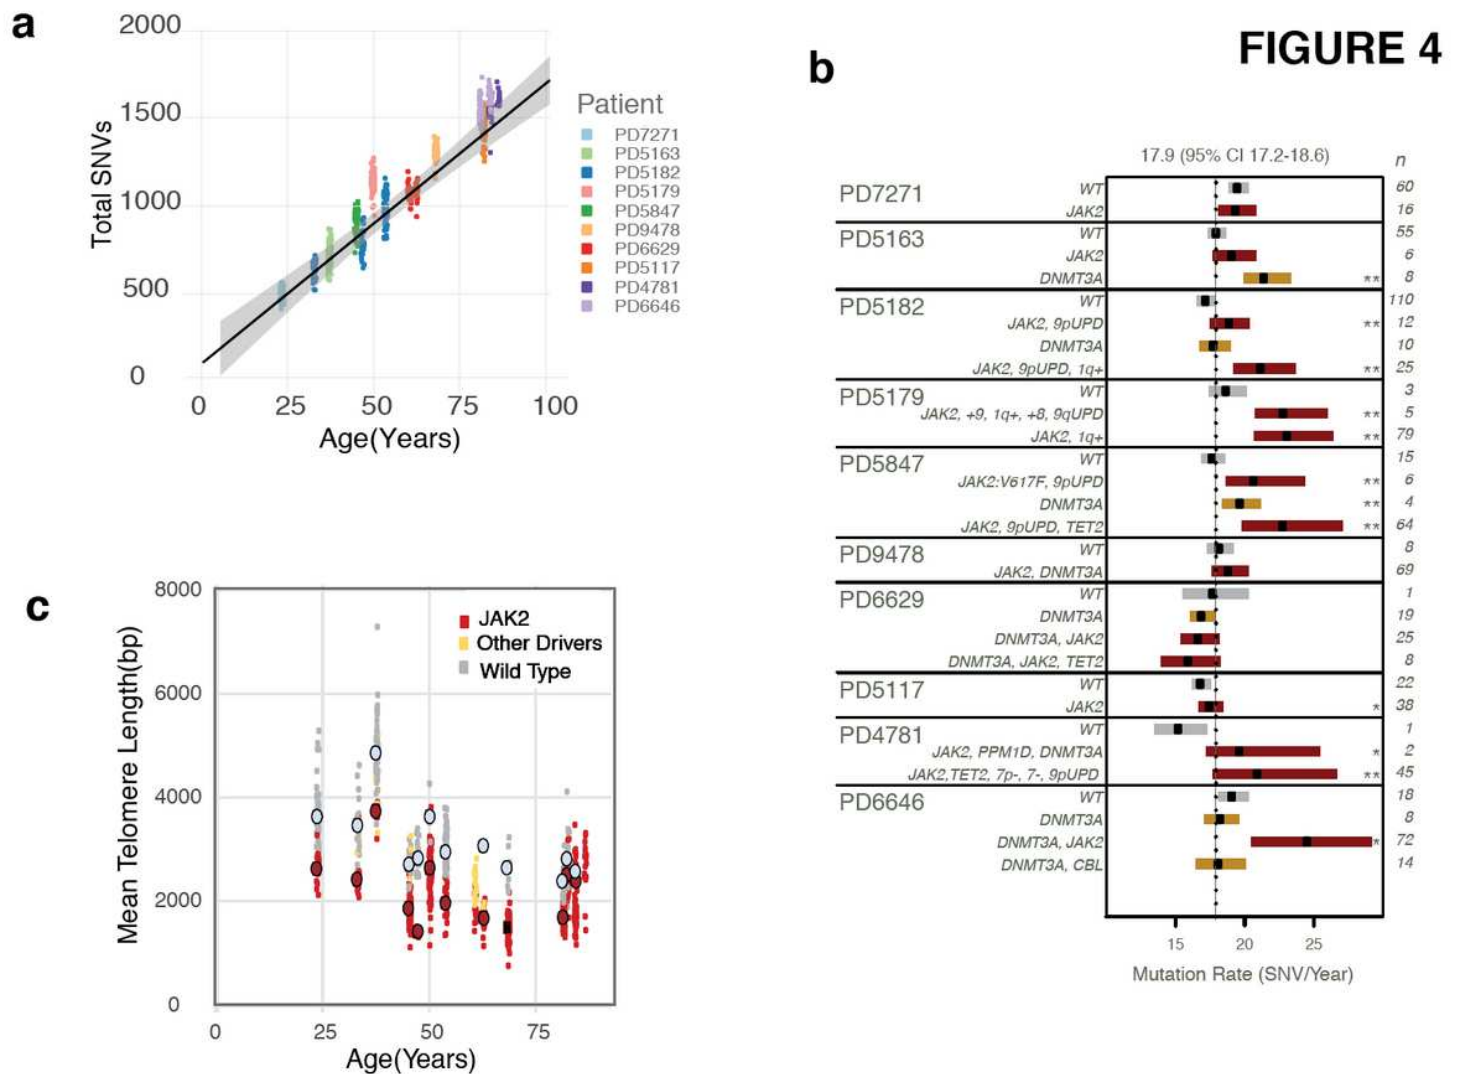 FIGURE 4
a
2000
1500
1000
500
0
Total SNVs
0 25 50 75 100
Age(Years)
Patient
PD7271
PD5163
PD5182
PD5179
PD5847
PD9478
PD6629
PD5117
PD4781
PD6646
b
17.9 (95% CI 17.2-18.6) n
PD7271 WT 60
JAK2 16
PD5163 WT 55
JAK2 6
DNMT3A ** 8
PD5182 WT 110
JAK2, 9pUPD ** 12
DNMT3A 10
JAK2, 9pUPD, 1q+ ** 25
PD5179 WT 3
JAK2, +9, 1q+, +8, 9qUPD ** 5
JAK2, 1q+ ** 79
PD5847 WT 15
JAK2:V617F, 9pUPD ** 6
DNMT3A ** 4
JAK2, 9pUPD, TET2 ** 64
PD9478 WT 8
JAK2, DNMT3A 69
PD6629 WT 1
DNMT3A 19
DNMT3A, JAK2 25
DNMT3A, JAK2, TET2 8
PD5117 WT 22
JAK2 * 38
PD4781 WT 1
JAK2, PPM1D, DNMT3A * 2
JAK2,TET2, 7p-, 7-, 9pUPD ** 45
PD6646 WT 18
DNMT3A 8
DNMT3A, JAK2 * 72
DNMT3A, CBL 14
15 20 25
Mutation Rate (SNV/Year)
c
8000
6000
4000
2000
0
Mean Telomere Length(bp)
JAK2
Other Drivers
Wild Type
0 25 50 75
Age(Years)